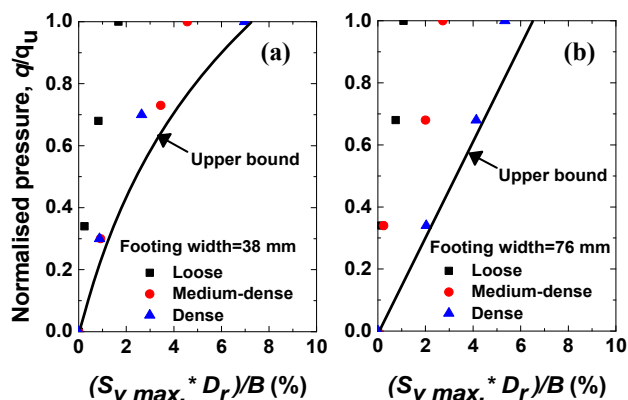 Normalised pressure, q/qu
1.0
0.8
0.6
0.4
0.2
0.0
(a)
Upper bound
Footing width=38 mm
Loose
Medium-dense
Dense
0 2 4 6 8 10
(Sv max.* Dr)/B (%)
1.0
0.8
0.6
0.4
0.2
0.0
(b)
Upper bound
Footing width=76 mm
Loose
Medium-dense
Dense
0 2 4 6 8 10
(Sv max.* Dr)/B (%)